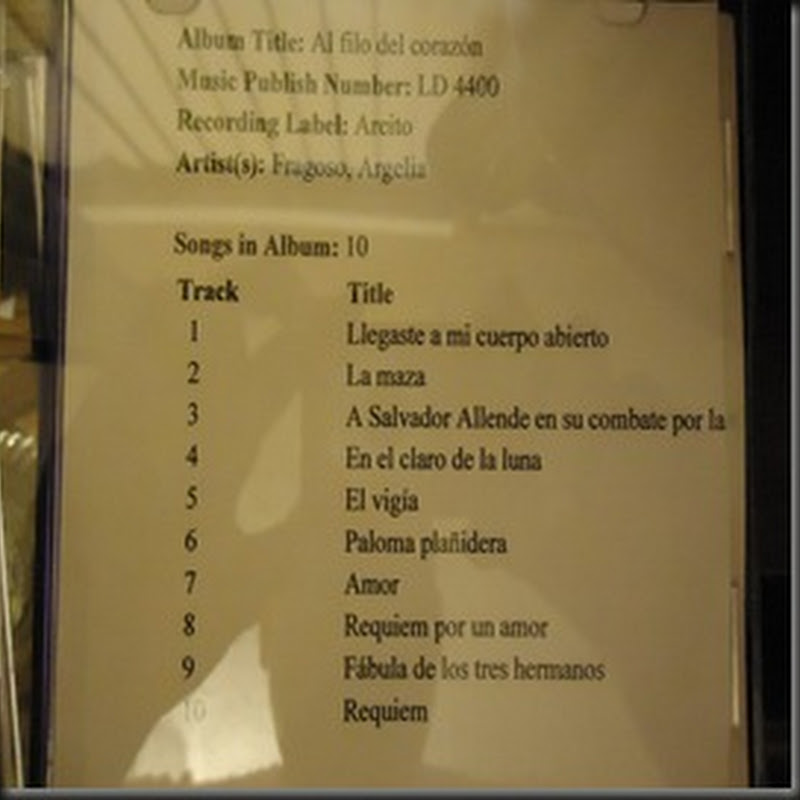 Album Title: Al filo del corazón
Music Publish Number: LD 4400
Recording Label: Arcito
Artist(s): Fragoso, Argelia
Songs in Album: 10
Track Title
1 Llegaste a mi cuerpo abierto
2 La maza
3 A Salvador Allende en su combate por la
4 En el claro de la luna
5 El vigía
6 Paloma plañidera
7 Amor
8 Requiem por un amor
9 Fábula de los tres hermanos
10 Requiem